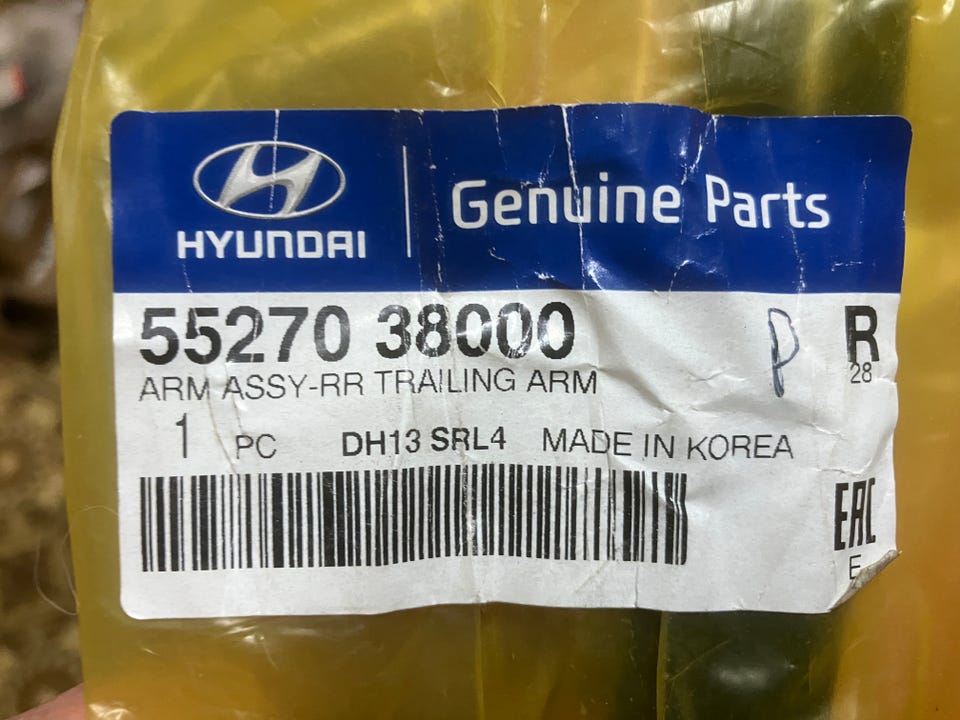 HYUNDAI
Genuine Parts
55270 38000
P
R
28
ARM ASSY-RR TRAILING ARM
1 PC DH13 SRL4 MADE IN KOREA
EAC
E